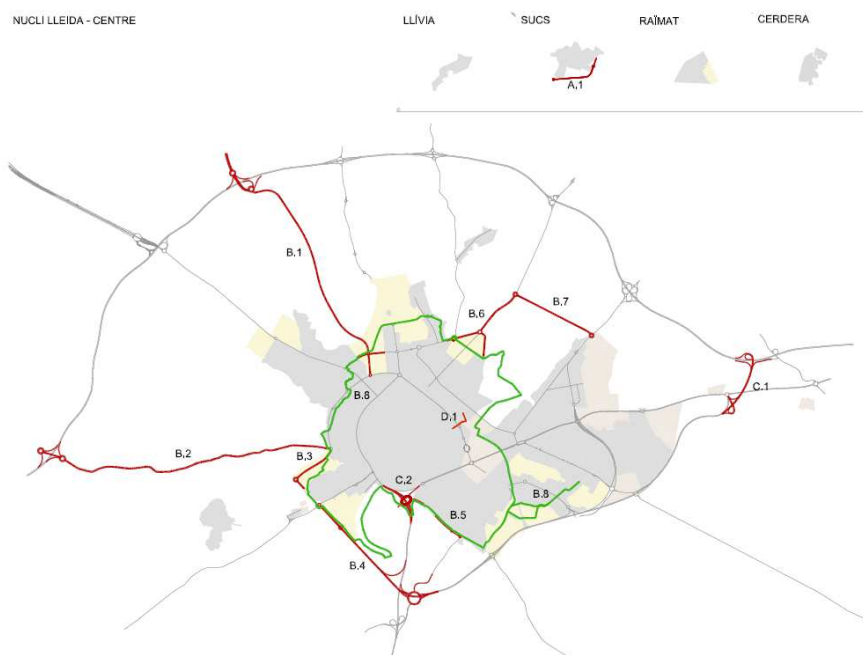 NUCLI LLEIDA - CENTRE
LLÍVIA
SUCS
RAÏMAT
CERDERA
A,1
B,1
B,6
B,7
C,1
B,8
D,1
B,2
B,3
C,2
B,8
B,5
B,4